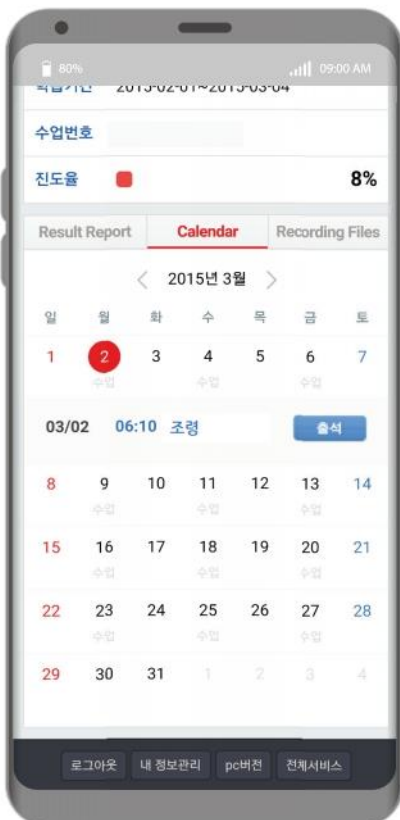 80% 09:00 AM
학습기간 2015-02-01~2015-03-04
수업번호
진도율 8%
Result Report Calendar Recording Files
< 2015년 3월 >
일 월 화 수 목 금 토
1 2 3 4 5 6 7
수업 수업 수업
03/02 06:10 조령 출석
8 9 10 11 12 13 14
수업 수업 수업
15 16 17 18 19 20 21
수업 수업 수업
22 23 24 25 26 27 28
수업 수업 수업
29 30 31 1 2 3 4
로그아웃 내 정보관리 pc버전 전체서비스